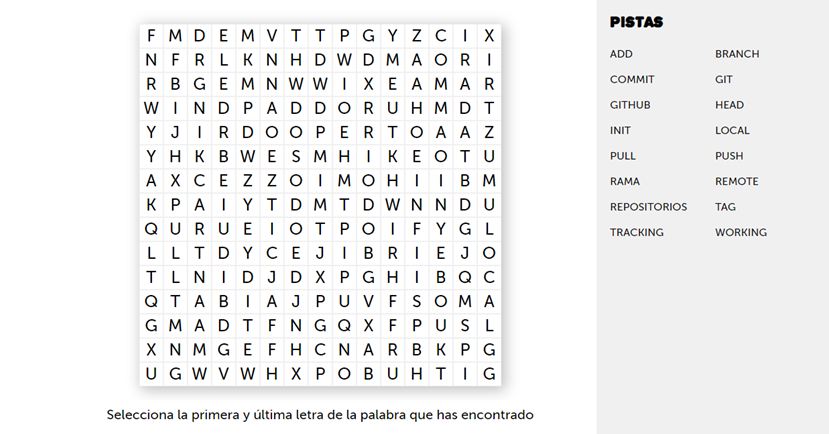 F M D E M V T T P G Y Z C I X
N F R L K N H D W D M A O R I
R B G E M N W W I X E A M A R
W I N D P A D D O R U H M D T
Y J I R D O O P E R T O A A Z
Y H K B W E S M H I K E O T U
A X C E Z Z O I M O H I I B M
K P A I Y T D M T D W N N D U
Q U R U E I O T P O I F Y G L
L L T D Y C E J I B R I E J O
T L N I D J D X P G H I B Q C
Q T A B I A J P U V F S O M A
G M A D T F N G Q X F P U S L
X N M G E F H C N A R B K P G
U G W V W H X P O B U H T I G
Selecciona la primera y última letra de la palabra que has encontrado
PISTAS
ADD BRANCH
COMMIT GIT
GITHUB HEAD
INIT LOCAL
PULL PUSH
RAMA REMOTE
REPOSITORIOS TAG
TRACKING WORKING